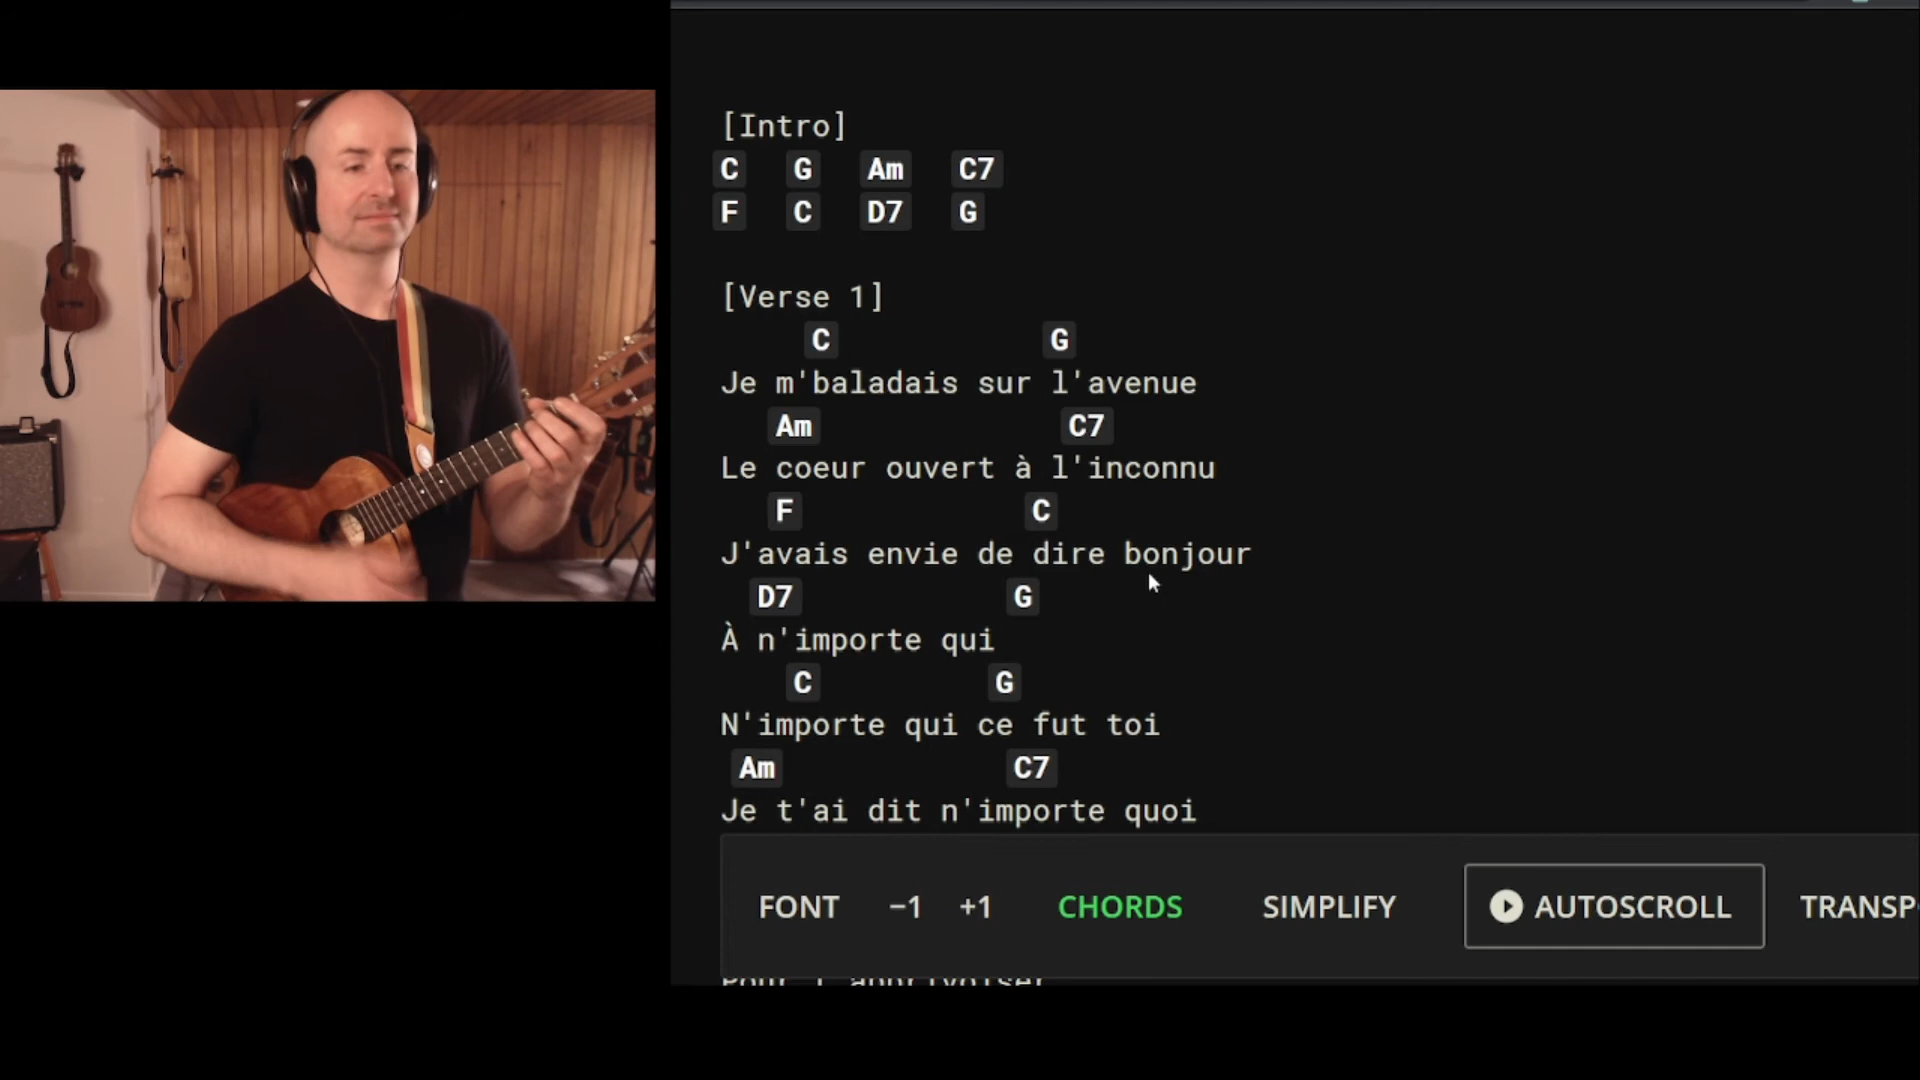 [Intro]
C G Am C7
F C D7 G
[Verse 1]
C G
Je m'baladais sur l'avenue
Am C7
Le coeur ouvert à l'inconnu
F C
J'avais envie de dire bonjour
D7 G
À n'importe qui
C G
N'importe qui ce fut toi
Am C7
Je t'ai dit n'importe quoi
FONT −1 +1 CHORDS SIMPLIFY AUTOSCROLL